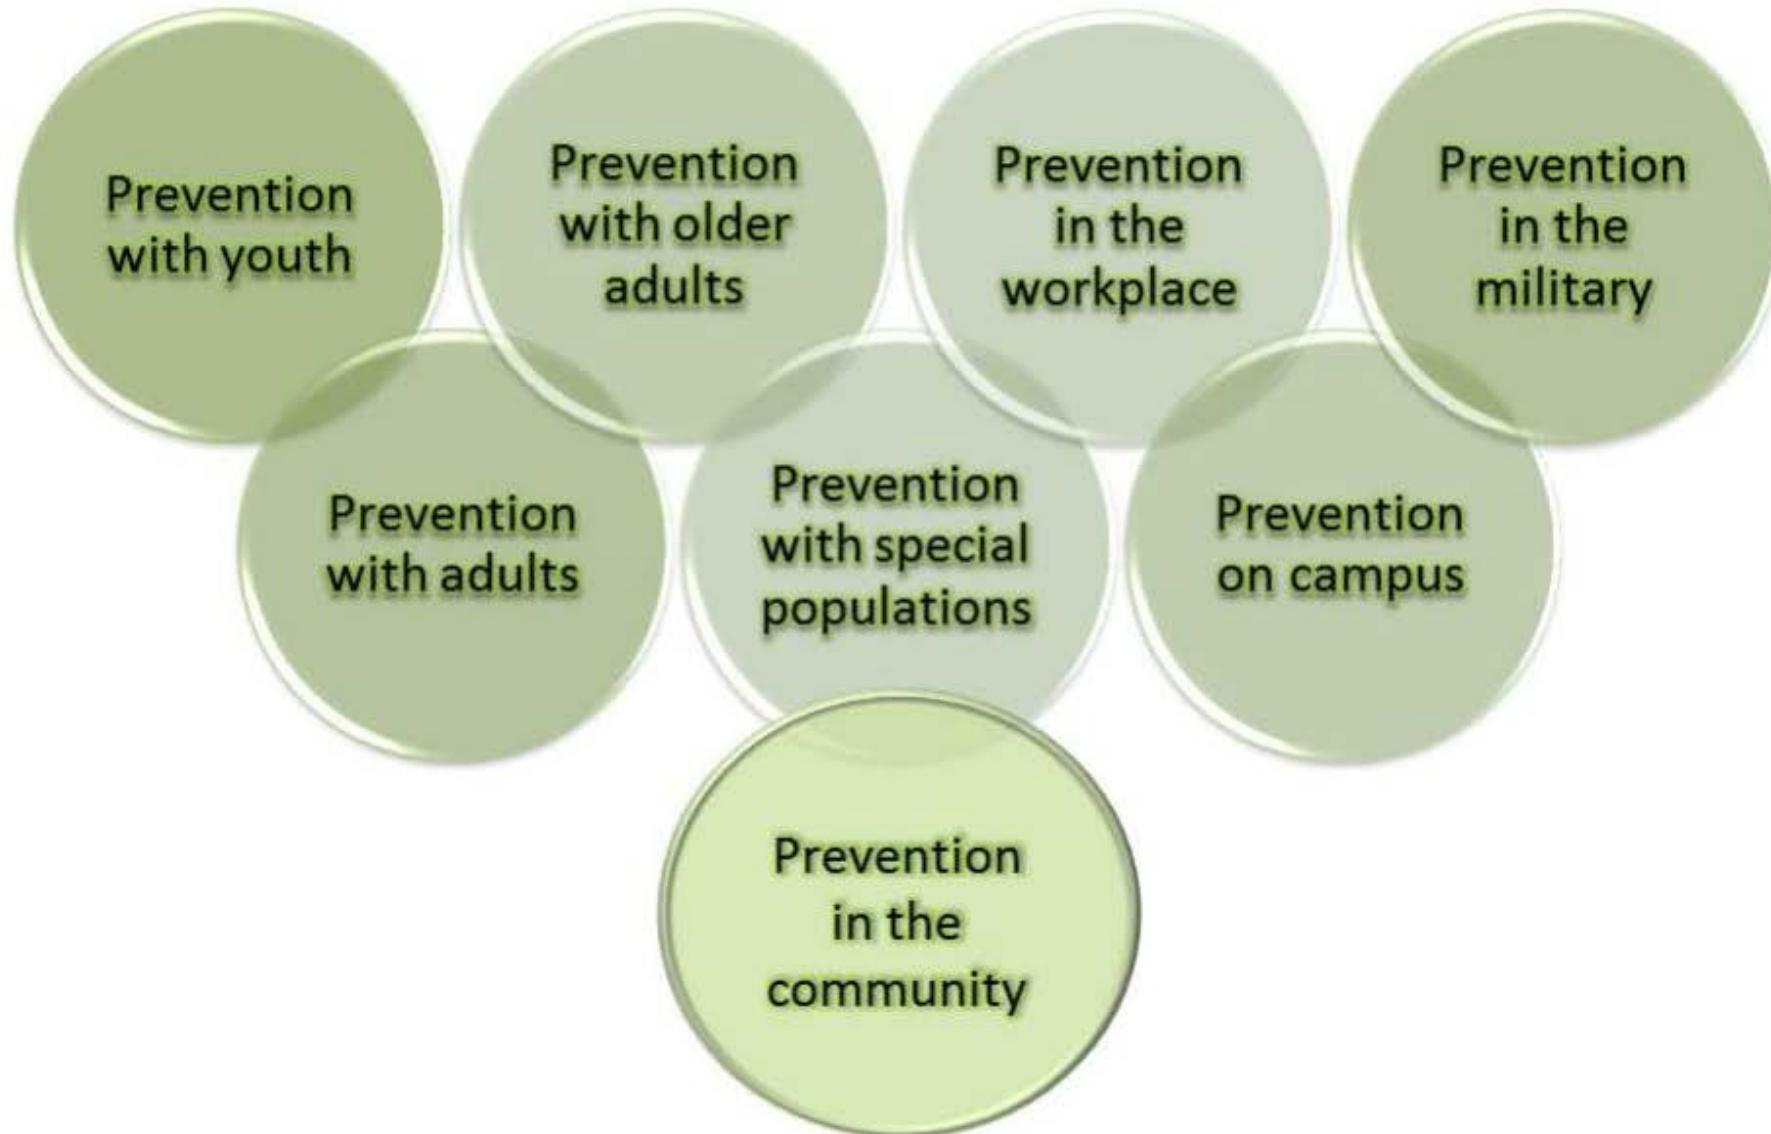 Prevention
with youth
Prevention
with older
adults
Prevention
in the
workplace
Prevention
in the
military
Prevention
with adults
Prevention
with special
populations
Prevention
on campus
Prevention
in the
community